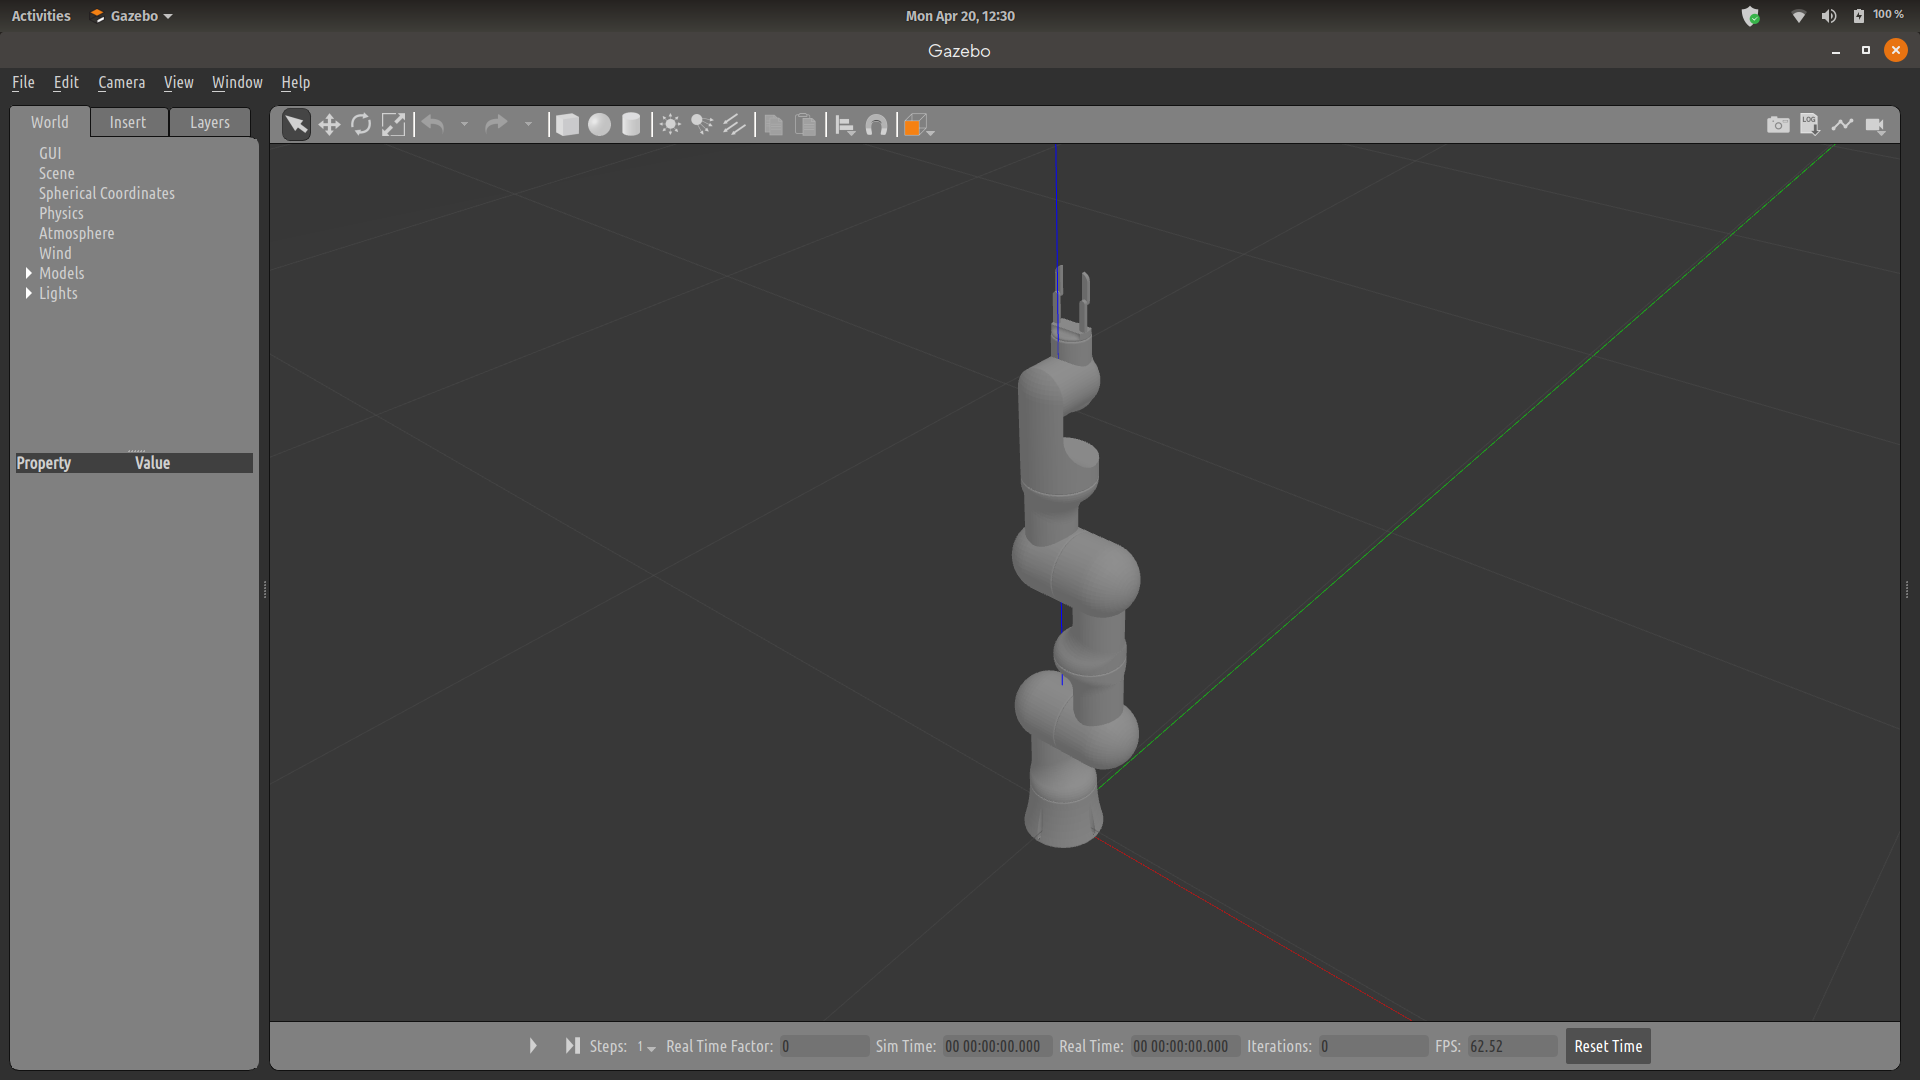 Activities Gazebo Mon Apr 20, 12:30 100 %
Gazebo
File Edit Camera View Window Help
World Insert Layers
LOG
GUI
Scene
Spherical Coordinates
Physics
Atmosphere
Wind
Models
Lights
Property Value
Steps: 1 Real Time Factor: 0 Sim Time: 00 00:00:00.000 Real Time: 00 00:00:00.000 Iterations: 0 FPS: 62.52 Reset Time